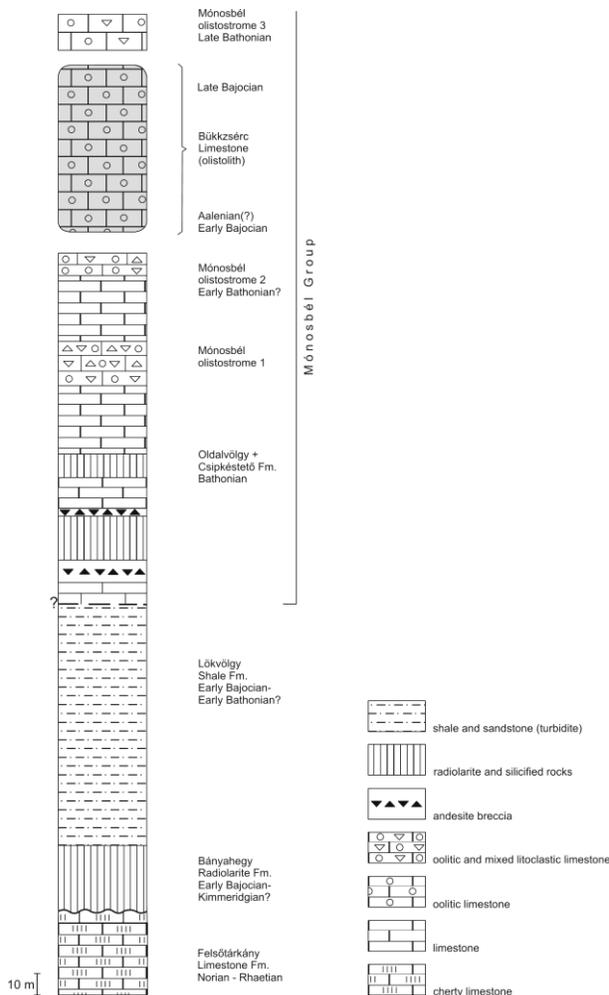 Mónosbél
olistostrome 3
Late Bathonian
Late Bajocian
Bükkzsérc
Limestone
(olistolith)
Aalenian(?)
Early Bajocian
Mónosbél
olistostrome 2
Early Bathonian?
Mónosbél
olistostrome 1
Oldalvölgy +
Csipkéstető Fm.
Bathonian
Mónosbél Group
?
Lökvölgy
Shale Fm.
Early Bajocian-
Early Bathonian?
Bányahegy
Radiolarite Fm.
Early Bajocian-
Kimmeridgian?
Felsőtárkány
Limestone Fm.
Norian - Rhaetian
10 m
shale and sandstone (turbidite)
radiolarite and silicified rocks
andesite breccia
oolitic and mixed litoclastic limestone
oolitic limestone
limestone
cherty limestone